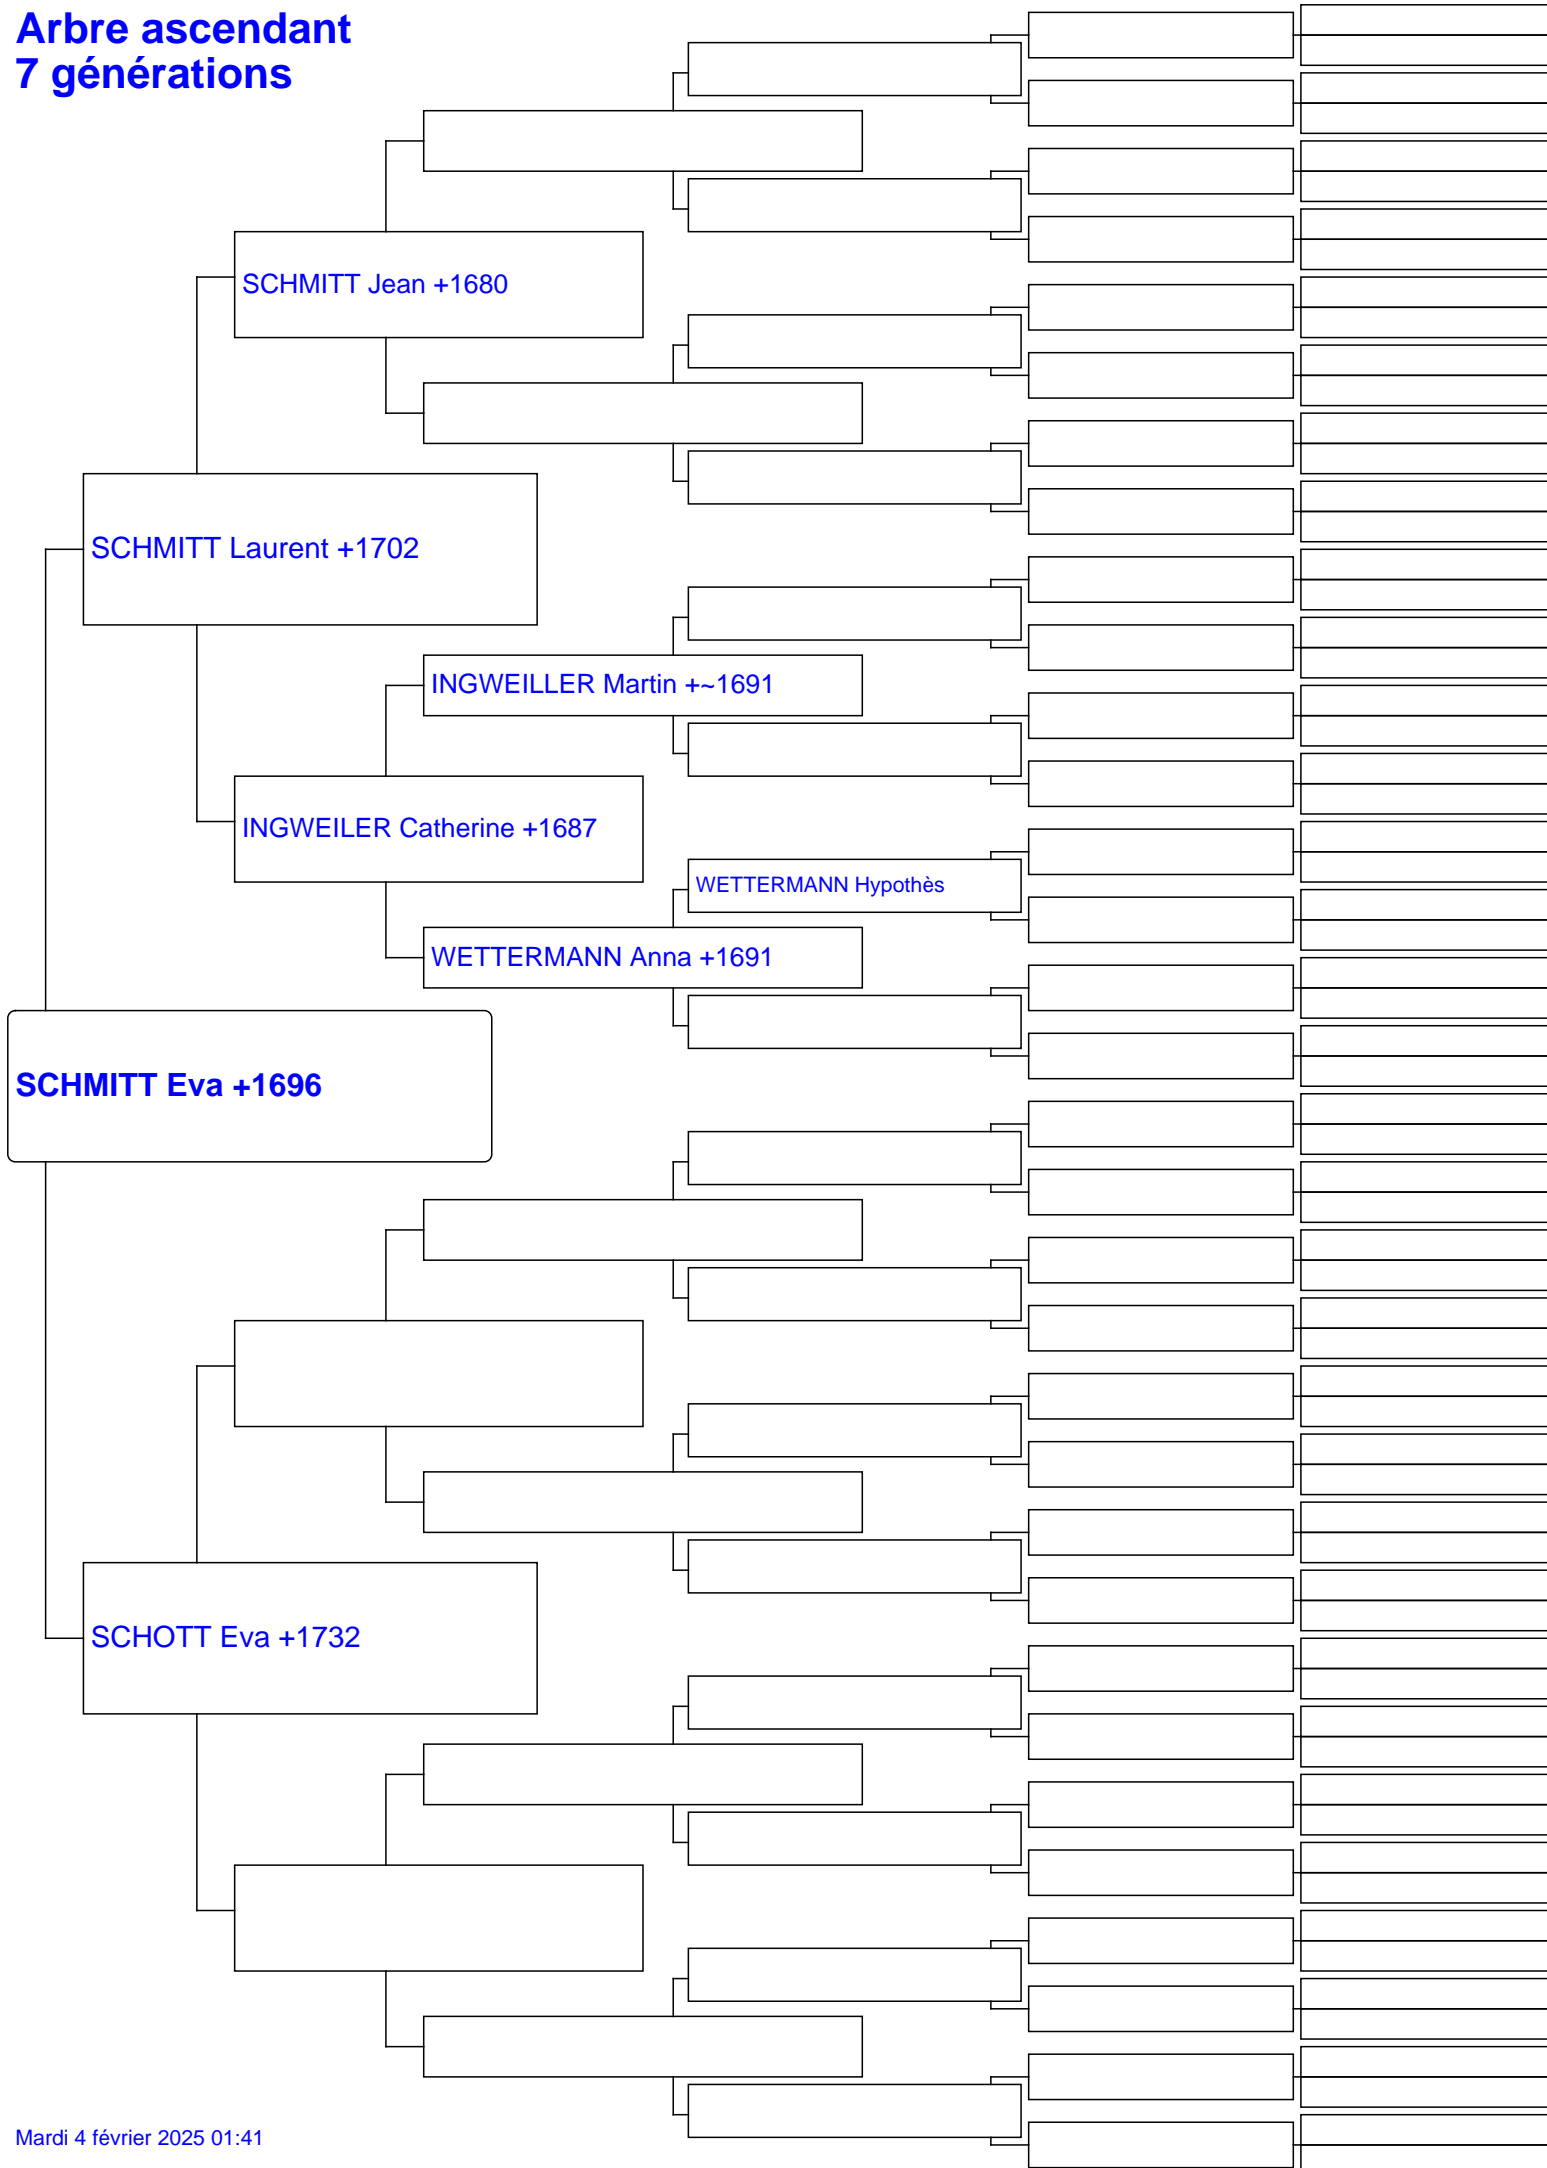 Arbre ascendant
7 générations
SCHMITT Jean +1680
SCHMITT Laurent +1702
INGWEILLER Martin +~1691
INGWEILER Catherine +1687
WETTERMANN Hypothès
WETTERMANN Anna +1691
SCHMITT Eva +1696
SCHOTT Eva +1732
Mardi 4 février 2025 01:41